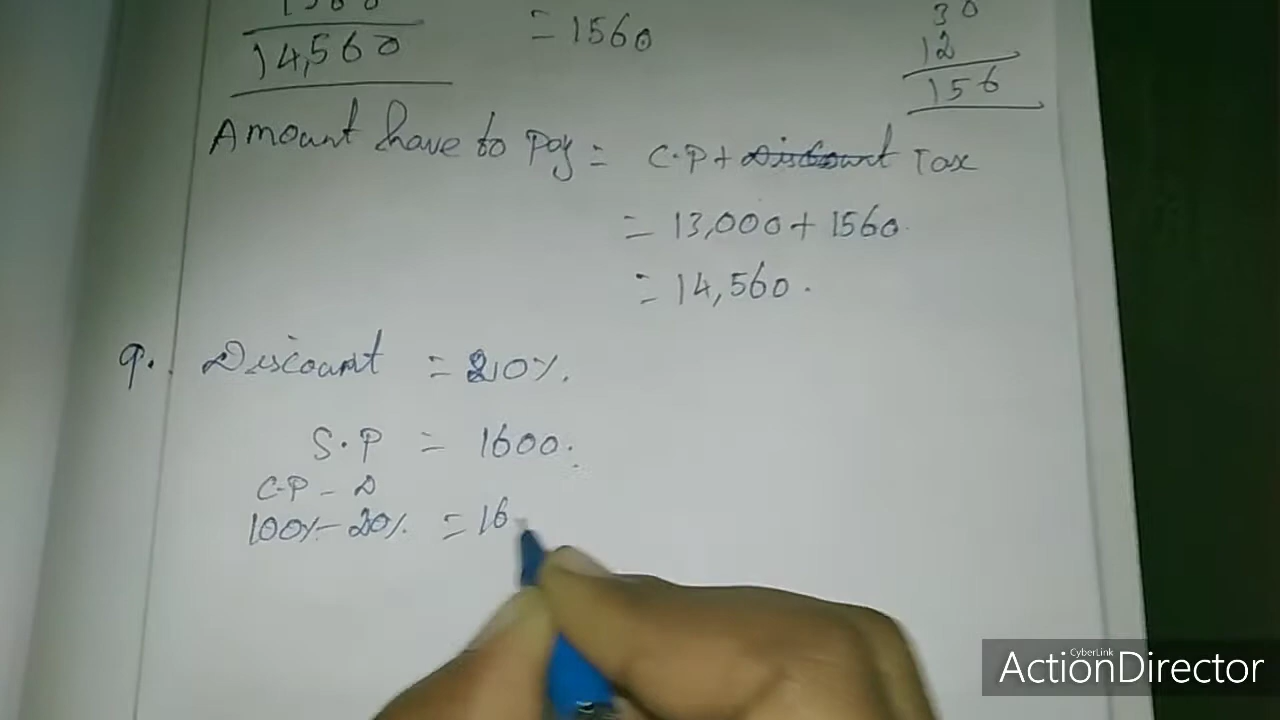 = 1560
14,560
30
12
156
Amount have to Pay = C.P + Discount Tax
= 13,000 + 1560
= 14,560.
9. Discount = 20%.
S.P = 1600.
C.P - D
100% - 20% = 16
CyberLink
ActionDirector